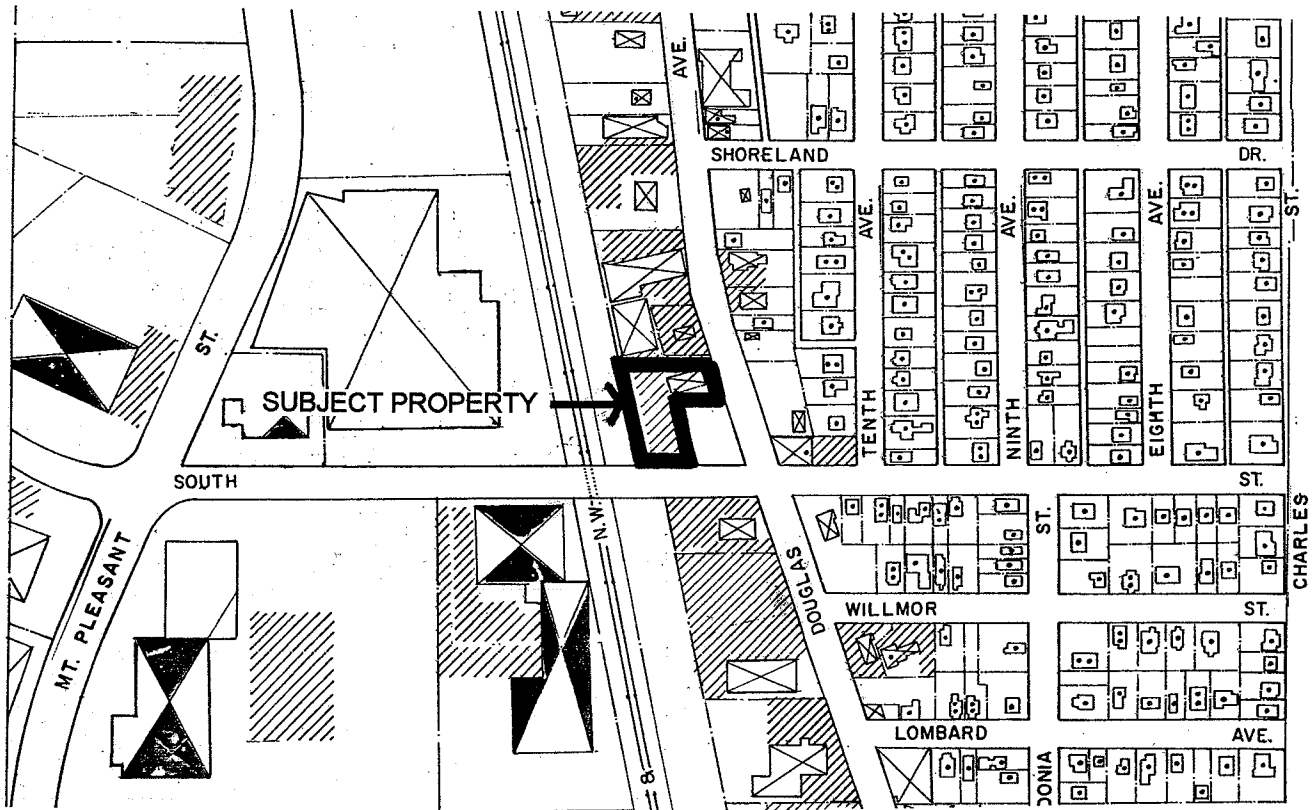 AVE.
SHORELAND
DR.
AVE.
AVE.
AVE.
ST.
ST.
SUBJECT PROPERTY
TENTH
NINTH
EIGHTH
SOUTH
ST.
N.W.
ST.
CHARLES
MT. PLEASANT
DOUGLAS
WILLMOR
ST.
LOMBARD
AVE.
&
DONIA